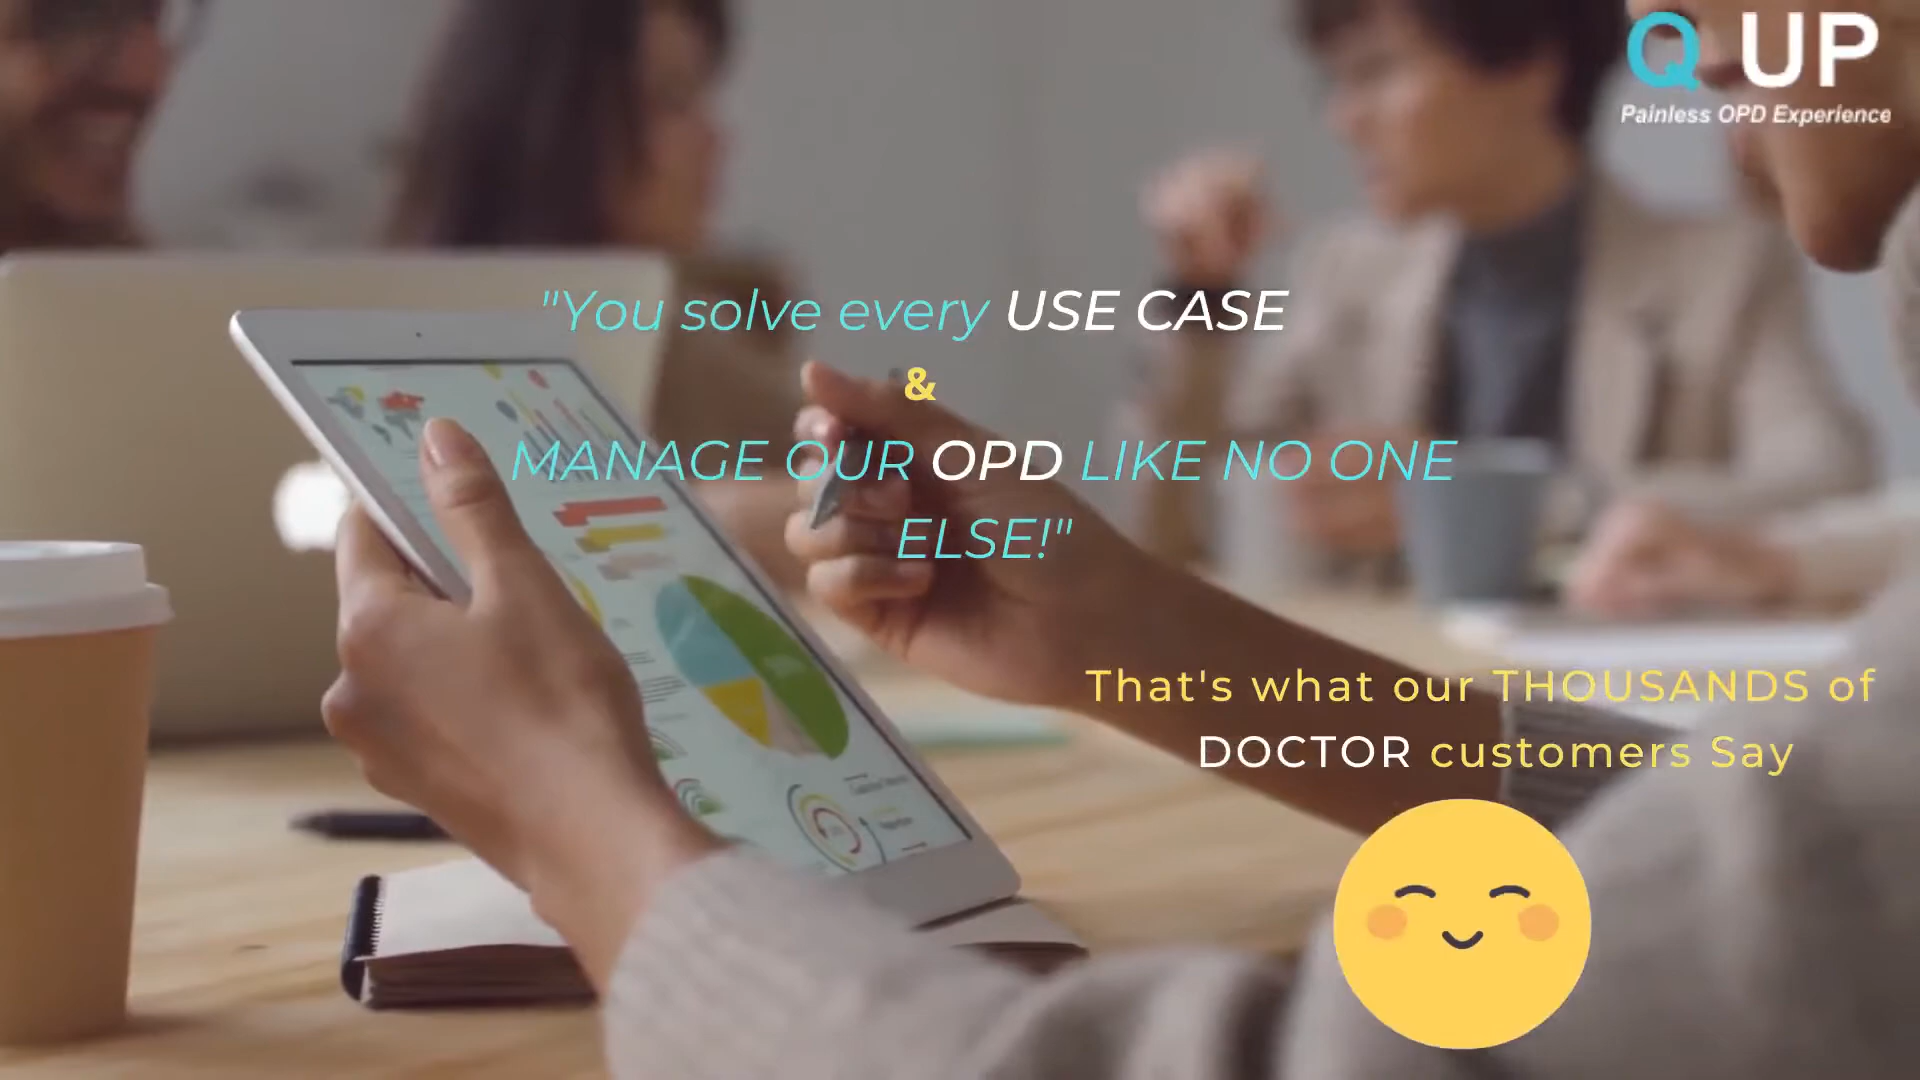 Q UP
Painless OPD Experience
"You solve every USE CASE
&
MANAGE OUR OPD LIKE NO ONE
ELSE!"
That's what our THOUSANDS of
DOCTOR customers Say